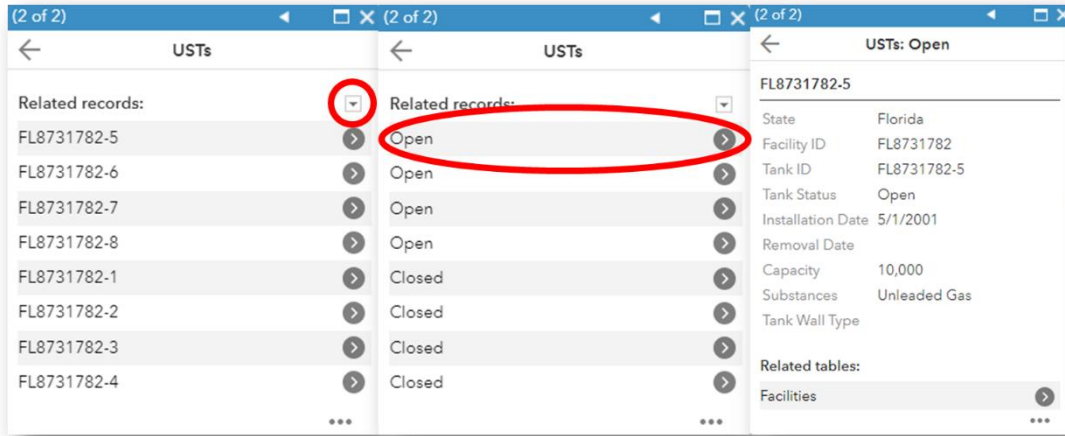 (2 of 2)
USTs
Related records:
FL8731782-5
FL8731782-6
FL8731782-7
FL8731782-8
FL8731782-1
FL8731782-2
FL8731782-3
FL8731782-4
(2 of 2)
USTs
Related records:
Open
Open
Open
Open
Closed
Closed
Closed
Closed
(2 of 2)
USTs: Open
FL8731782-5
State Florida
Facility ID FL8731782
Tank ID FL8731782-5
Tank Status Open
Installation Date 5/1/2001
Removal Date
Capacity 10,000
Substances Unleaded Gas
Tank Wall Type
Related tables:
Facilities